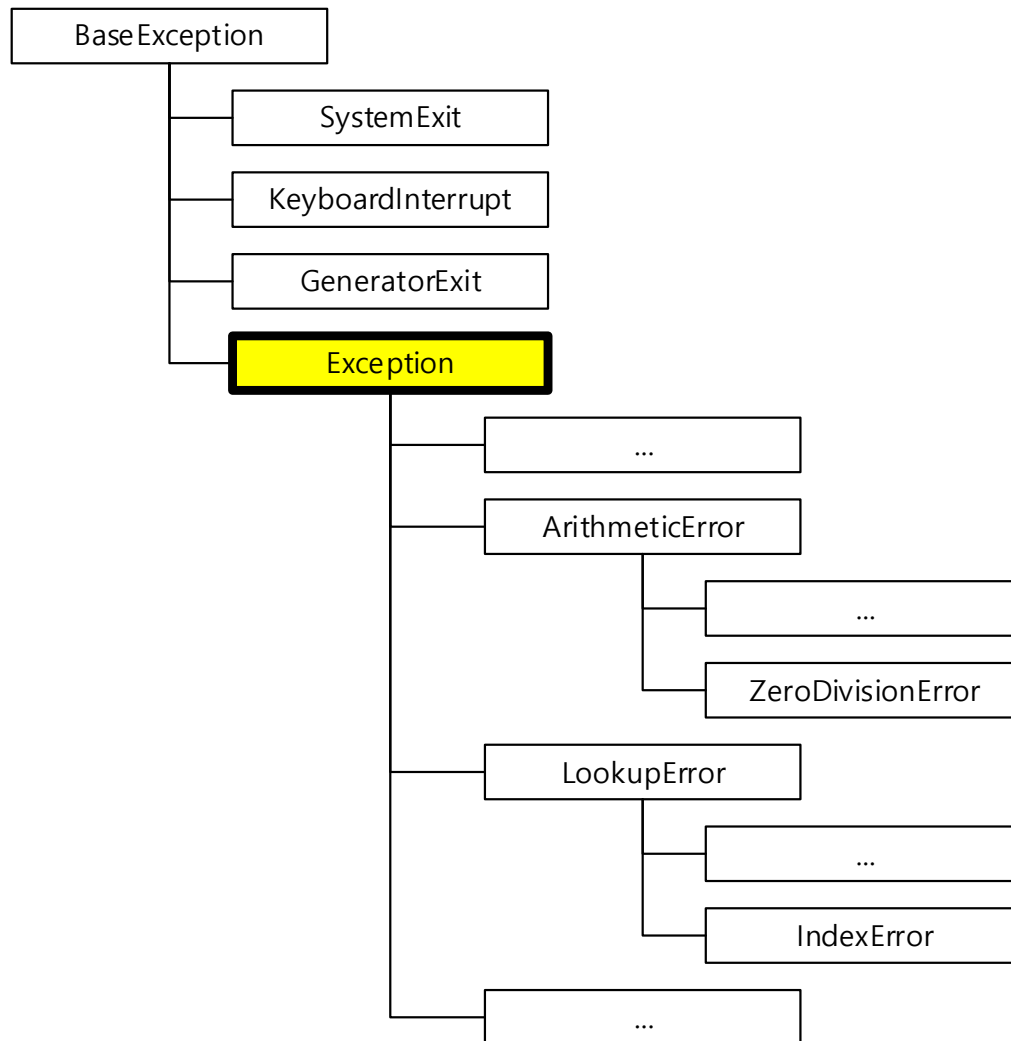 BaseException
SystemExit
KeyboardInterrupt
GeneratorExit
Exception
...
ArithmeticError
...
ZeroDivisionError
LookupError
...
IndexError
...